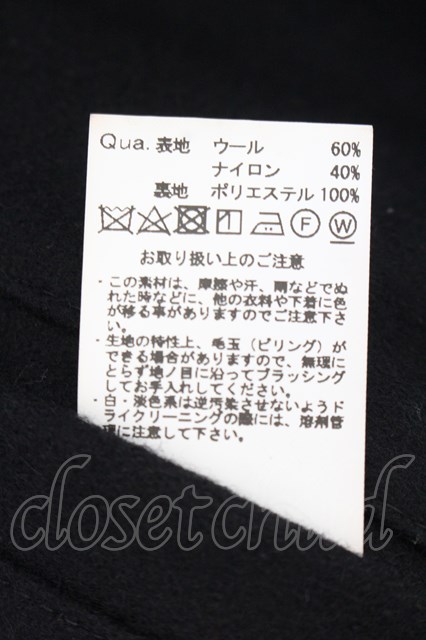 Qua. 表地 ウール 60%
ナイロン 40%
裏地 ポリエステル 100%
F W
お取り扱い上のご注意
・この素材は、摩擦や汗、雨などでぬ
れた時などに、他の衣料や下着に色
が移る事がありますのでご注意下さ
い。
・生地の特性上、毛玉（ピリング）が
できる場合がありますので、無理に
とらず地ノ目に沿ってブラッシング
してお手入れしてください。
・白・淡色系は逆汚染させないようド
ライクリーニングの際には、溶剤管
理に注意して下さい。
closetchild